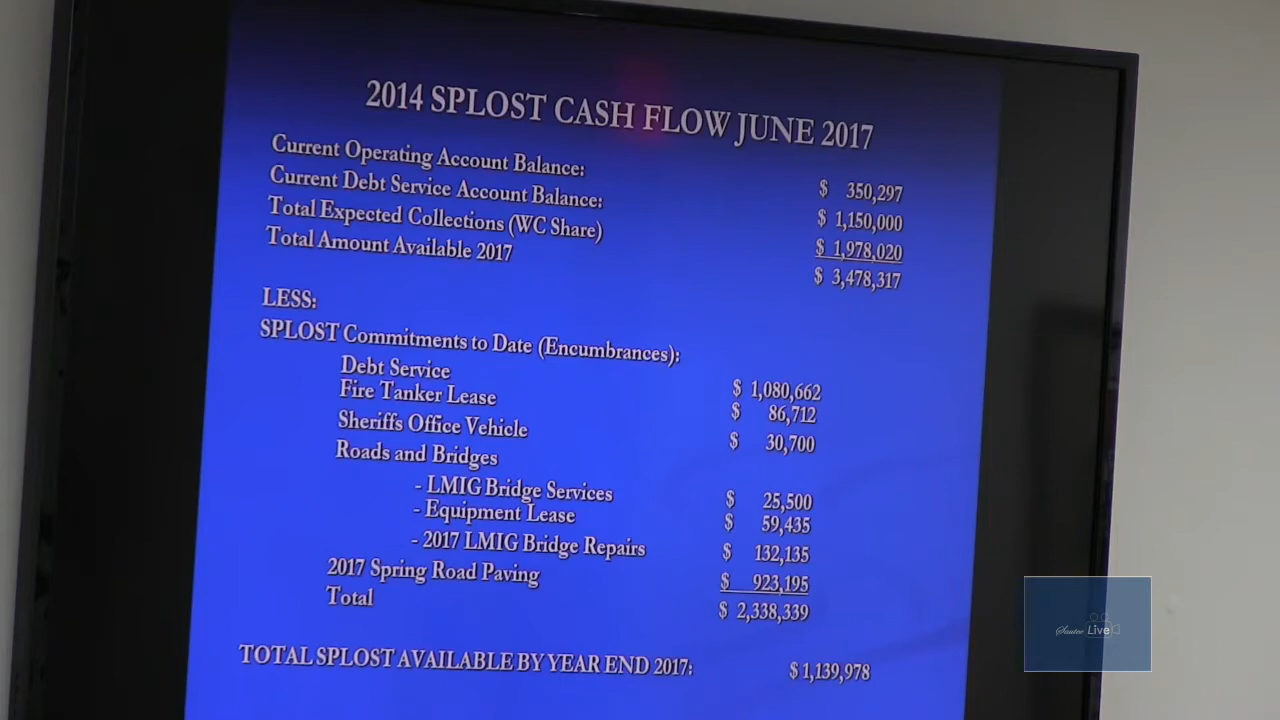 2014 SPLOST CASH FLOW JUNE 2017
Current Operating Account Balance: $ 350,297
Current Debt Service Account Balance: $ 1,150,000
Total Expected Collections (WC Share) $ 1,978,020
Total Amount Available 2017 $ 3,478,317
LESS:
SPLOST Commitments to Date (Encumbrances):
Debt Service $ 1,080,662
Fire Tanker Lease $ 86,712
Sheriffs Office Vehicle $ 30,700
Roads and Bridges
- LMIG Bridge Services $ 25,500
- Equipment Lease $ 59,435
- 2017 LMIG Bridge Repairs $ 132,135
2017 Spring Road Paving $ 923,195
Total $ 2,338,339
TOTAL SPLOST AVAILABLE BY YEAR END 2017: $ 1,139,978
Sautee Live